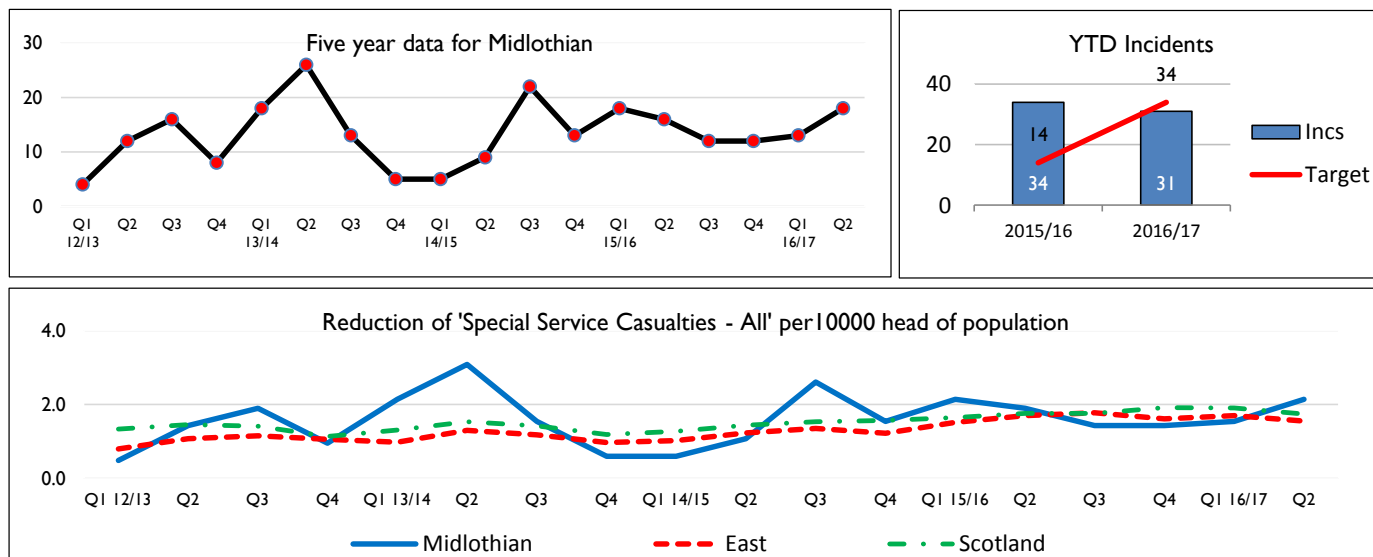 Five year data for Midlothian
30
20
10
0
Q1 Q2 Q3 Q4 Q1 Q2 Q3 Q4 Q1 Q2 Q3 Q4 Q1 Q2 Q3 Q4 Q1 Q2
12/13 13/14 14/15 15/16 16/17
YTD Incidents
34
40
20
0
14
34
31
Incs
Target
2015/16 2016/17
Reduction of 'Special Service Casualties - All' per10000 head of population
4.0
2.0
0.0
Q1 12/13 Q2 Q3 Q4 Q1 13/14 Q2 Q3 Q4 Q1 14/15 Q2 Q3 Q4 Q1 15/16 Q2 Q3 Q4 Q1 16/17 Q2
Midlothian East Scotland